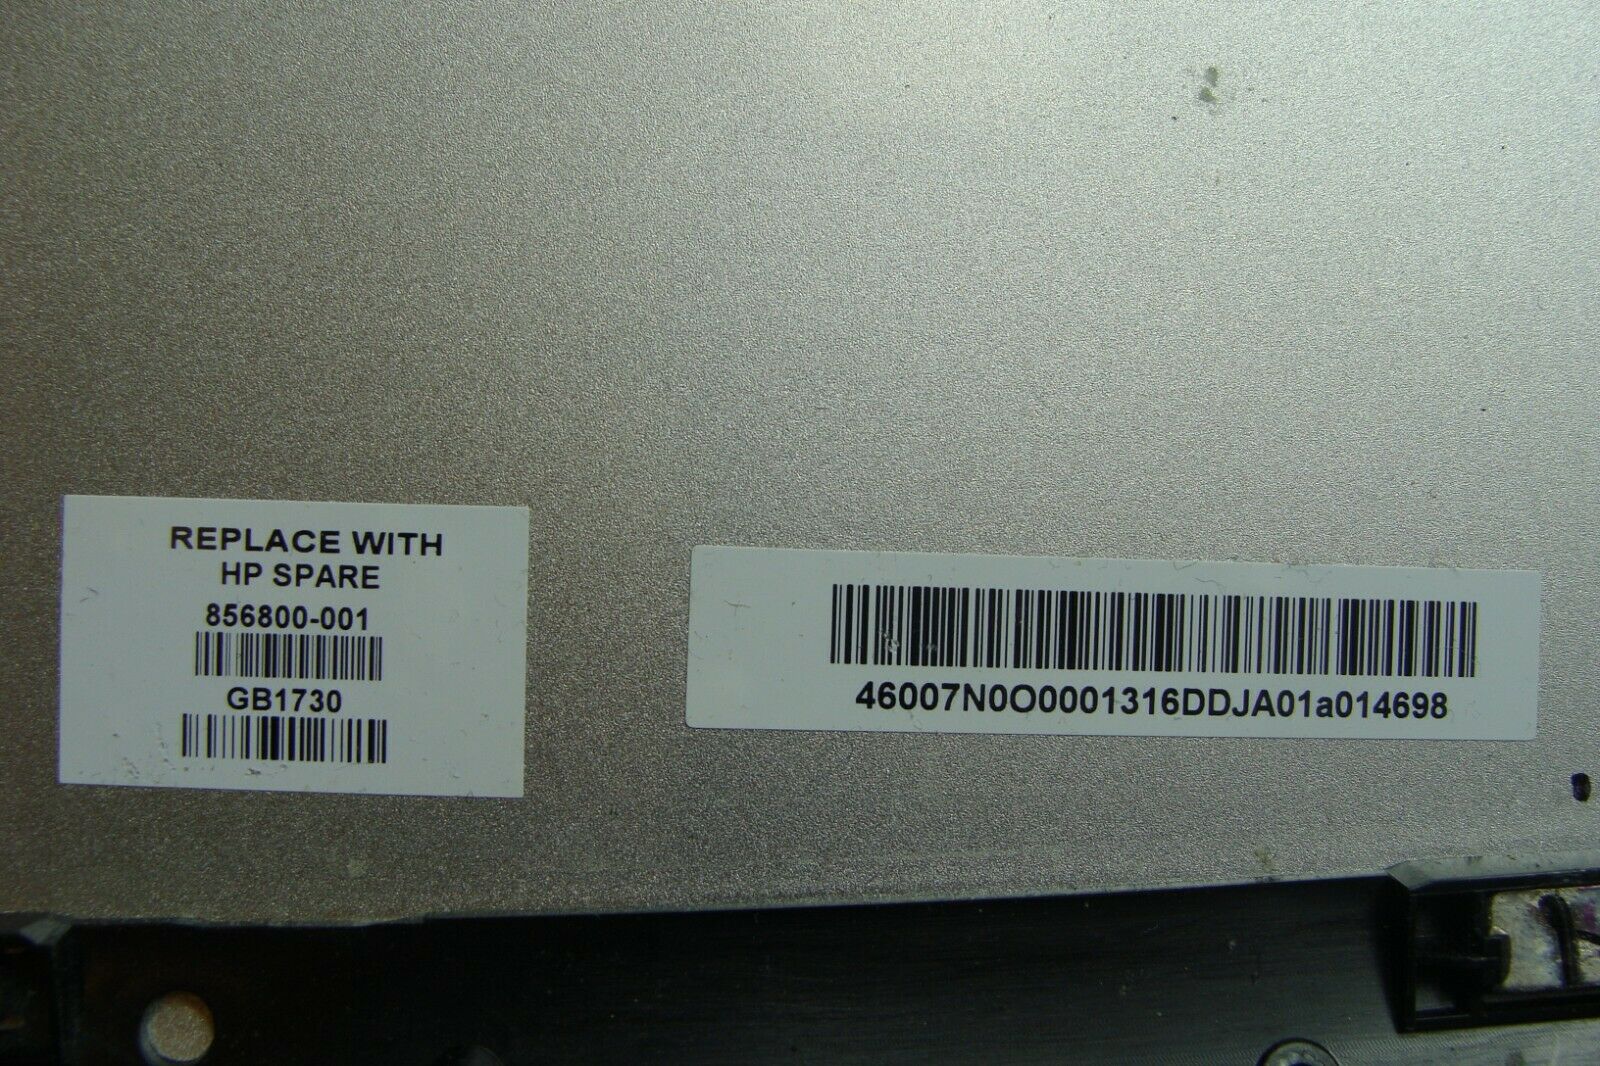 REPLACE WITH
HP SPARE
856800-001
GB1730
46007N0O0001316DDJA01a014698